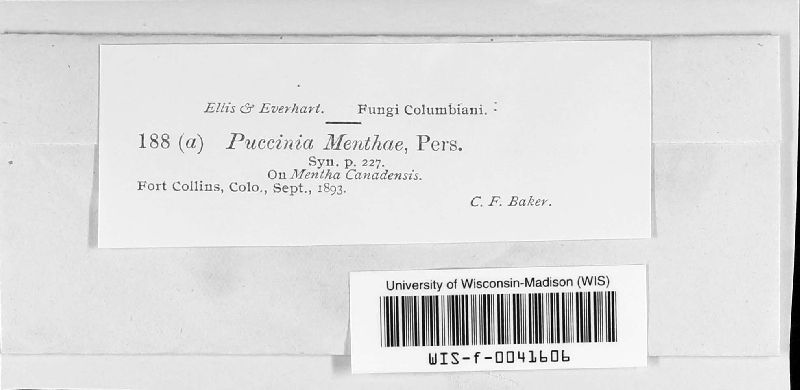 Ellis & Everhart. Fungi Columbiani.
188 (a) Puccinia Menthae, Pers.
Syn. p. 227.
On Mentha Canadensis.
Fort Collins, Colo., Sept., 1893.
C. F. Baker.
University of Wisconsin-Madison (WIS)
WIS-f-0041606